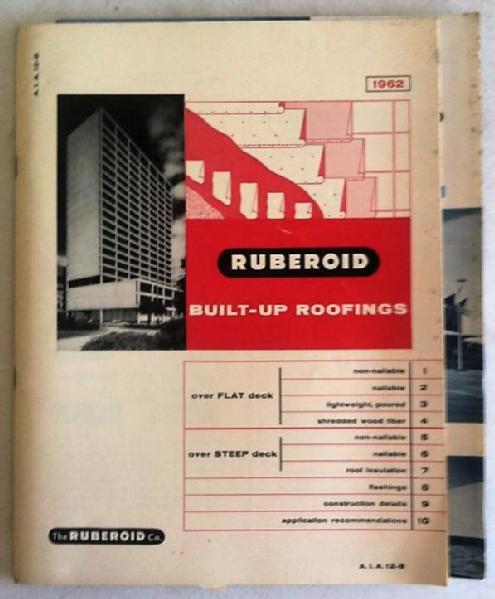 A.I.A. 12-B
1962
RUBEROID
BUILT-UP ROOFINGS
over FLAT deck
non-nailable 1
nailable 2
lightweight, poured 3
shredded wood fiber 4
over STEEP deck
non-nailable 5
nailable 6
roof insulation 7
flashings 8
construction details 9
application recommendations 10
The RUBEROID Co.
A. I. A. 12-B